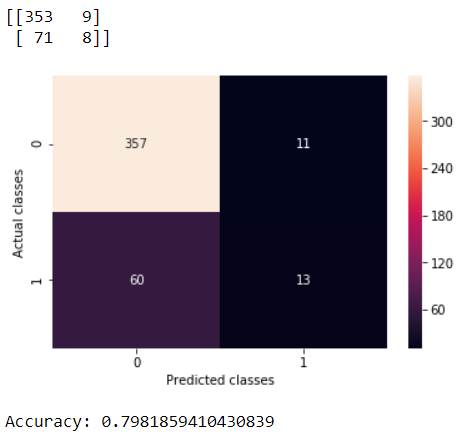 [[353   9]
 [ 71   8]]
357 11
60 13
0
1
Actual classes
0 1
Predicted classes
300
240
180
120
60
Accuracy: 0.7981859410430839